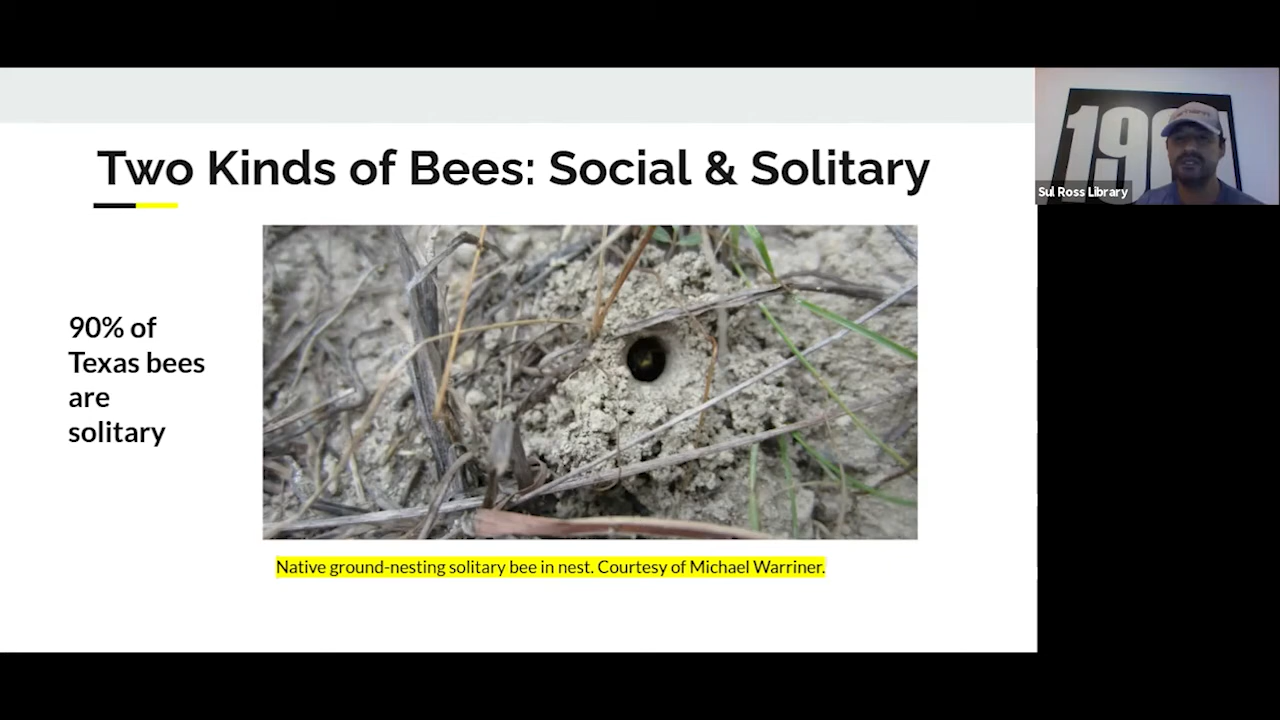 Two Kinds of Bees: Social & Solitary
90% of
Texas bees
are
solitary
Native ground-nesting solitary bee in nest. Courtesy of Michael Warriner.
Sul Ross Library